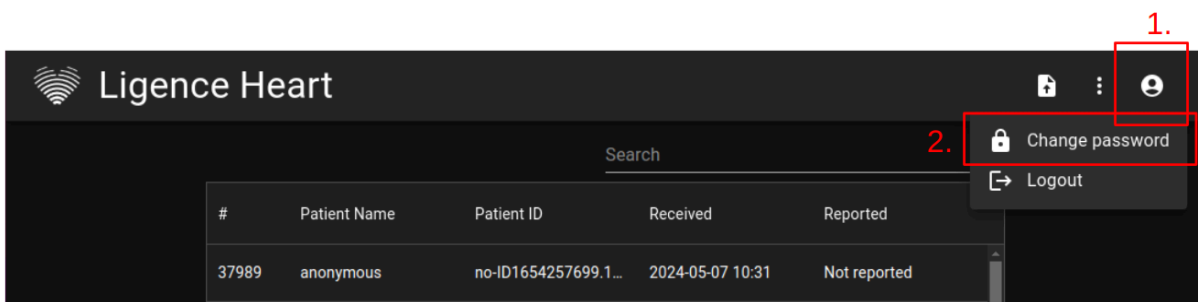 1.
Ligence Heart
2.
Change password
Search
Logout
# Patient Name Patient ID Received Reported
37989 anonymous no-ID1654257699.1... 2024-05-07 10:31 Not reported